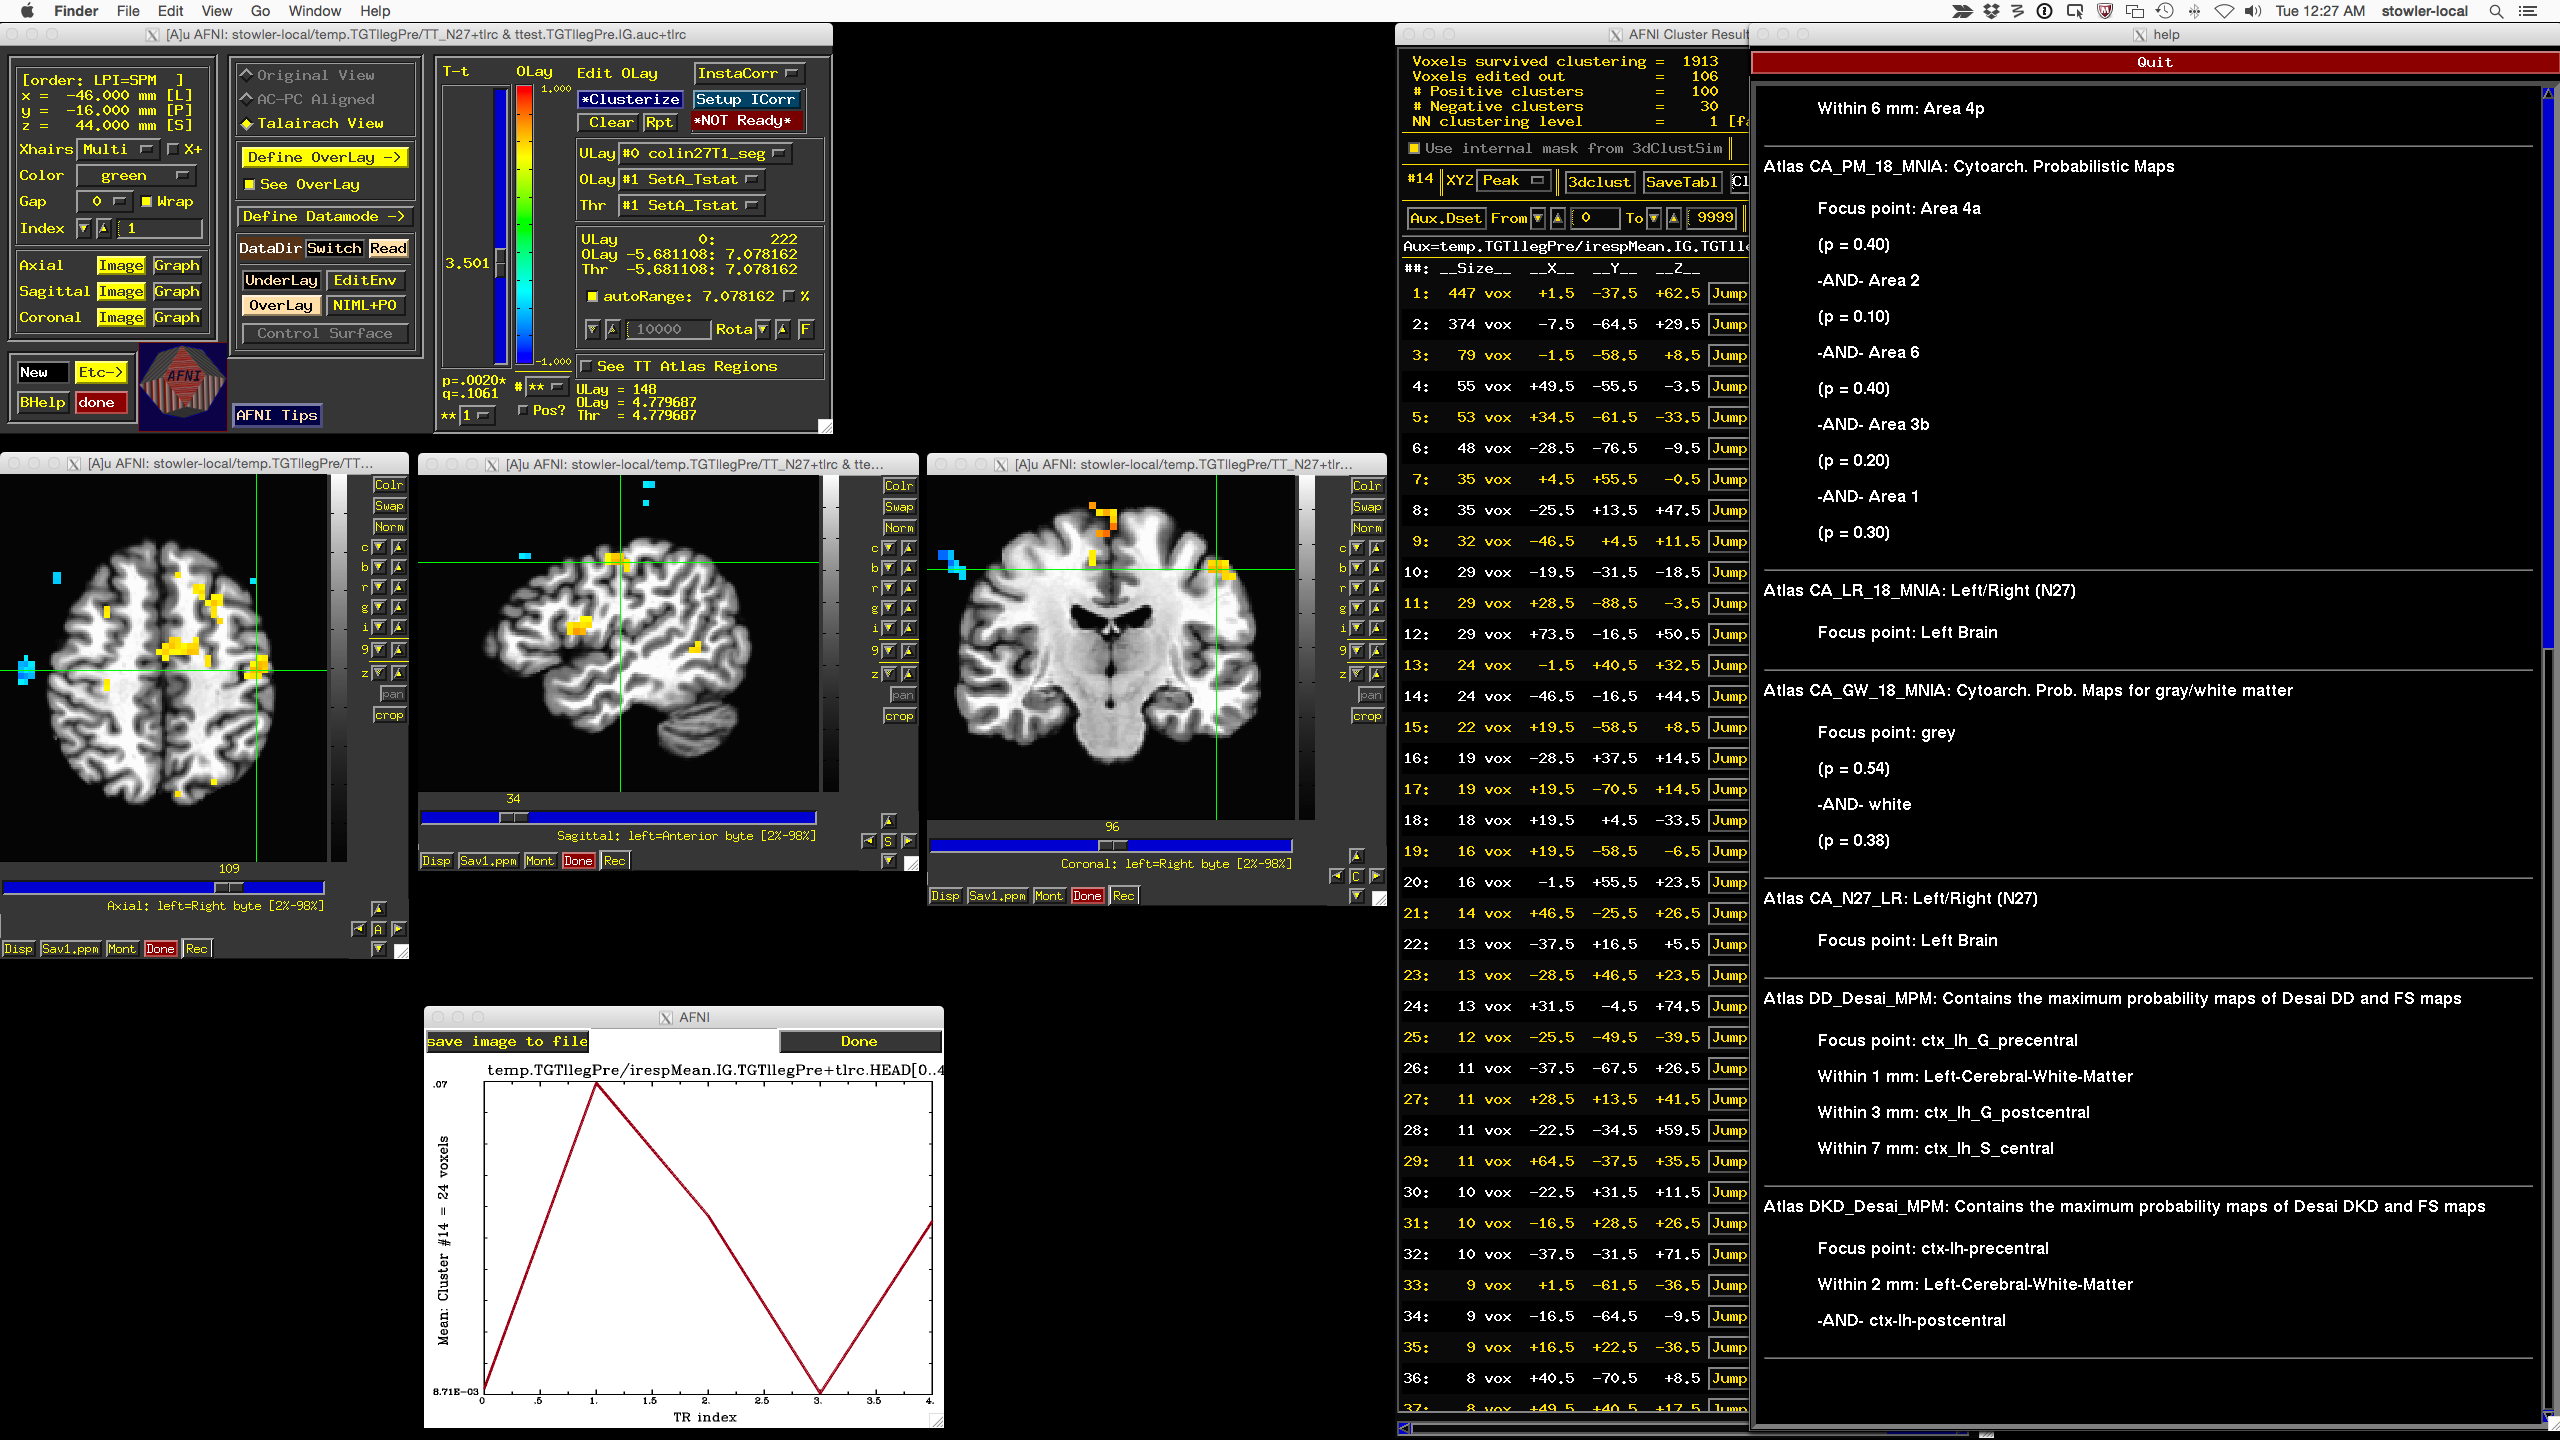 Finder File Edit View Go Window Help
Tue 12:27 AM stowler-local
[A]u AFNI: stowler-local/temp.TGTllegPre/TT_N27+tlrc & ttest.TGTllegPre.IG.auc+tlrc
[order: LPI=SPM ]
x = -46.000 mm [L]
y = -16.000 mm [P]
z = 44.000 mm [S]
Xhairs Multi X+
Color green
Gap 0 Wrap
Index 1
Axial Image Graph
Sagittal Image Graph
Coronal Image Graph
New Etc->
BHelp done
AFNI
Original View
AC-PC Aligned
Talairach View
Define OverLay ->
See OverLay
Define Datamode ->
DataDir Switch Read
UnderLay EditEnv
OverLay NIML+PO
Control Surface
AFNI Tips
T-t OLay Edit OLay InstaCorr
1.000
*Clusterize Setup ICorr
Clear Rpt *NOT Ready*
ULay #0 colin27T1_seg
OLay #1 SetA_Tstat
Thr #1 SetA_Tstat
3.501
ULay 0: 222
OLay -5.681108: 7.078162
Thr -5.681108: 7.078162
autoRange: 7.078162 %
10000 Rota F
-1.000
See TT Atlas Regions
p=.0020*
q=.1061
# **
** 1
Pos?
ULay = 148
OLay = 4.779687
Thr = 4.779687
[A]u AFNI: stowler-local/temp.TGTllegPre/TT...
Colr
Swap
Norm
c
b
r
g
i
9
z
pan
crop
109
Axial: left=Right byte [2%-98%]
A
Disp Sav1.ppm Mont Done Rec
[A]u AFNI: stowler-local/temp.TGTllegPre/TT_N27+tlrc & tte...
Colr
Swap
Norm
c
b
r
g
i
9
z
pan
crop
34
Sagittal: left=Anterior byte [2%-98%]
S
Disp Sav1.ppm Mont Done Rec
[A]u AFNI: stowler-local/temp.TGTllegPre/TT_N27+tlr...
Colr
Swap
Norm
c
b
r
g
i
9
z
pan
crop
96
Coronal: left=Right byte [2%-98%]
C
Disp Sav1.ppm Mont Done Rec
AFNI
save image to file Done
temp.TGTllegPre/irespMean.IG.TGTllegPre+tlrc.HEAD[0..4
.07
Mean: Cluster #14 = 24 voxels
8.71E-03
0 .5 1. 1.5 2. 2.5 3. 3.5 4.
TR index
AFNI Cluster Result
Voxels survived clustering = 1913
Voxels edited out = 106
# Positive clusters = 100
# Negative clusters = 30
NN clustering level = 1 [fa
Use internal mask from 3dClustSim
#14 XYZ Peak 3dclust SaveTabl Cl
Aux.Dset From 0 To 9999
Aux=temp.TGTllegPre/irespMean.IG.TGTlle
##: __Size__ __X__ __Y__ __Z__
1: 447 vox +1.5 -37.5 +62.5 Jump
2: 374 vox -7.5 -64.5 +29.5 Jump
3: 79 vox -1.5 -58.5 +8.5 Jump
4: 55 vox +49.5 -55.5 -3.5 Jump
5: 53 vox +34.5 -61.5 -33.5 Jump
6: 48 vox -28.5 -76.5 -9.5 Jump
7: 35 vox +4.5 +55.5 -0.5 Jump
8: 35 vox -25.5 +13.5 +47.5 Jump
9: 32 vox -46.5 +4.5 +11.5 Jump
10: 29 vox -19.5 -31.5 -18.5 Jump
11: 29 vox +28.5 -88.5 -3.5 Jump
12: 29 vox +73.5 -16.5 +50.5 Jump
13: 24 vox -1.5 +40.5 +32.5 Jump
14: 24 vox -46.5 -16.5 +44.5 Jump
15: 22 vox +19.5 -58.5 +8.5 Jump
16: 19 vox -28.5 +37.5 +14.5 Jump
17: 19 vox +19.5 -70.5 +14.5 Jump
18: 18 vox +19.5 +4.5 -33.5 Jump
19: 16 vox +19.5 -58.5 -6.5 Jump
20: 16 vox -1.5 +55.5 +23.5 Jump
21: 14 vox +46.5 -25.5 +26.5 Jump
22: 13 vox -37.5 +16.5 +5.5 Jump
23: 13 vox -28.5 +46.5 +23.5 Jump
24: 13 vox +31.5 -4.5 +74.5 Jump
25: 12 vox -25.5 -49.5 -39.5 Jump
26: 11 vox -37.5 -67.5 +26.5 Jump
27: 11 vox +28.5 +13.5 +41.5 Jump
28: 11 vox -22.5 -34.5 +59.5 Jump
29: 11 vox +64.5 -37.5 +35.5 Jump
30: 10 vox -22.5 +31.5 +11.5 Jump
31: 10 vox -16.5 +28.5 +26.5 Jump
32: 10 vox -37.5 -31.5 +71.5 Jump
33: 9 vox +1.5 -61.5 -36.5 Jump
34: 9 vox -16.5 -64.5 -9.5 Jump
35: 9 vox +16.5 +22.5 -36.5 Jump
36: 8 vox +40.5 -70.5 +8.5 Jump
37: 8 vox +49.5 +40.5 +17.5 Jump
help
Quit
Within 6 mm: Area 4p
Atlas CA_PM_18_MNIA: Cytoarch. Probabilistic Maps
Focus point: Area 4a
(p = 0.40)
-AND- Area 2
(p = 0.10)
-AND- Area 6
(p = 0.40)
-AND- Area 3b
(p = 0.20)
-AND- Area 1
(p = 0.30)
Atlas CA_LR_18_MNIA: Left/Right (N27)
Focus point: Left Brain
Atlas CA_GW_18_MNIA: Cytoarch. Prob. Maps for gray/white matter
Focus point: grey
(p = 0.54)
-AND- white
(p = 0.38)
Atlas CA_N27_LR: Left/Right (N27)
Focus point: Left Brain
Atlas DD_Desai_MPM: Contains the maximum probability maps of Desai DD and FS maps
Focus point: ctx_lh_G_precentral
Within 1 mm: Left-Cerebral-White-Matter
Within 3 mm: ctx_lh_G_postcentral
Within 7 mm: ctx_lh_S_central
Atlas DKD_Desai_MPM: Contains the maximum probability maps of Desai DKD and FS maps
Focus point: ctx-lh-precentral
Within 2 mm: Left-Cerebral-White-Matter
-AND- ctx-lh-postcentral